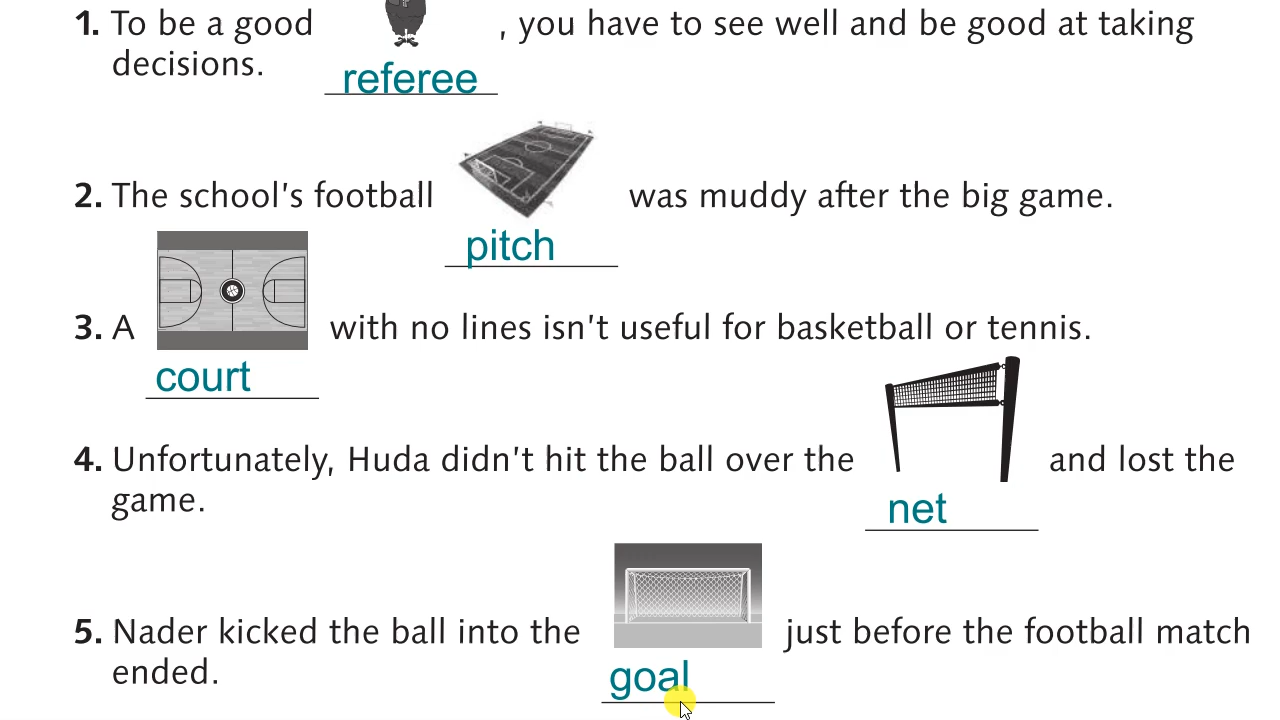 1. To be a good , you have to see well and be good at taking
decisions. referee
2. The school's football was muddy after the big game.
pitch
3. A with no lines isn't useful for basketball or tennis.
court
4. Unfortunately, Huda didn't hit the ball over the and lost the
game. net
5. Nader kicked the ball into the just before the football match
ended. goal